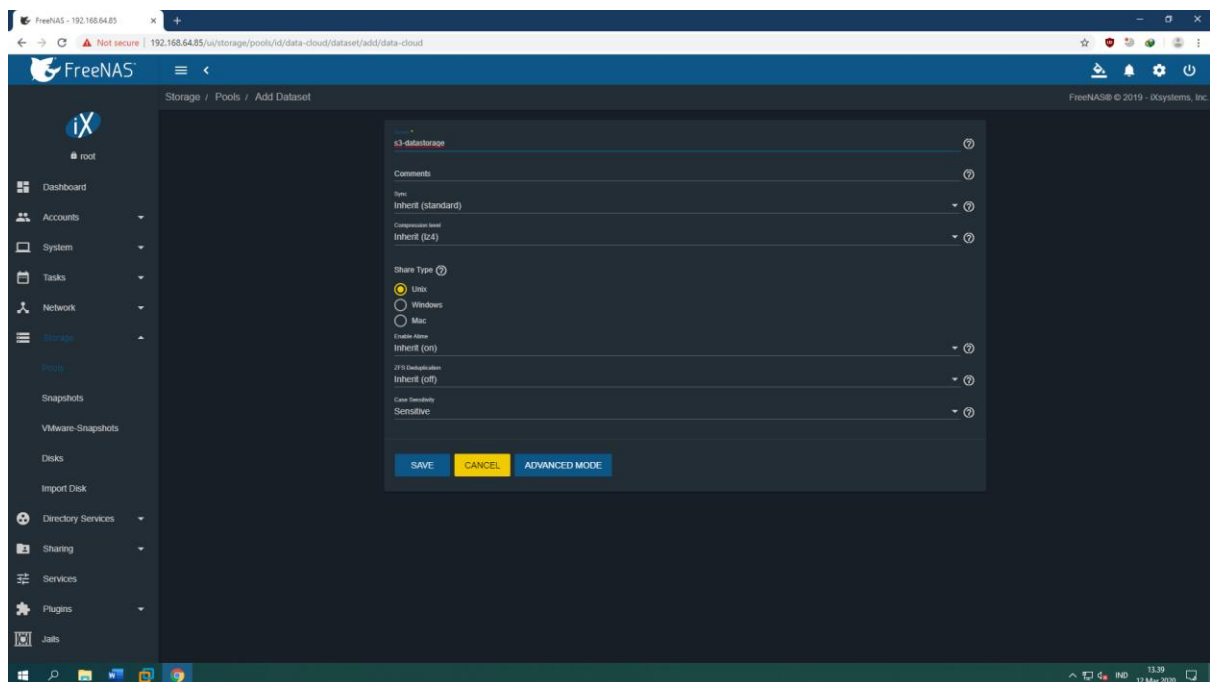 FreeNAS - 192.168.64.85
Not secure | 192.168.64.85/ui/storage/pools/id/data-cloud/dataset/add/data-cloud
FreeNAS
Storage / Pools / Add Dataset
FreeNAS® © 2019 - iXsystems, Inc
iX
root
Dashboard
Accounts
System
Tasks
Network
Storage
Pools
Snapshots
VMware-Snapshots
Disks
Import Disk
Directory Services
Sharing
Services
Plugins
Jails
s3-datastorage
Comments
Sync
Inherit (standard)
Compression level
Inherit (lz4)
Share Type
Unix
Windows
Mac
Enable Atime
Inherit (on)
ZFS Deduplication
Inherit (off)
Case Sensitivity
Sensitive
SAVE
CANCEL
ADVANCED MODE
IND
13.39
12 Mar 2020